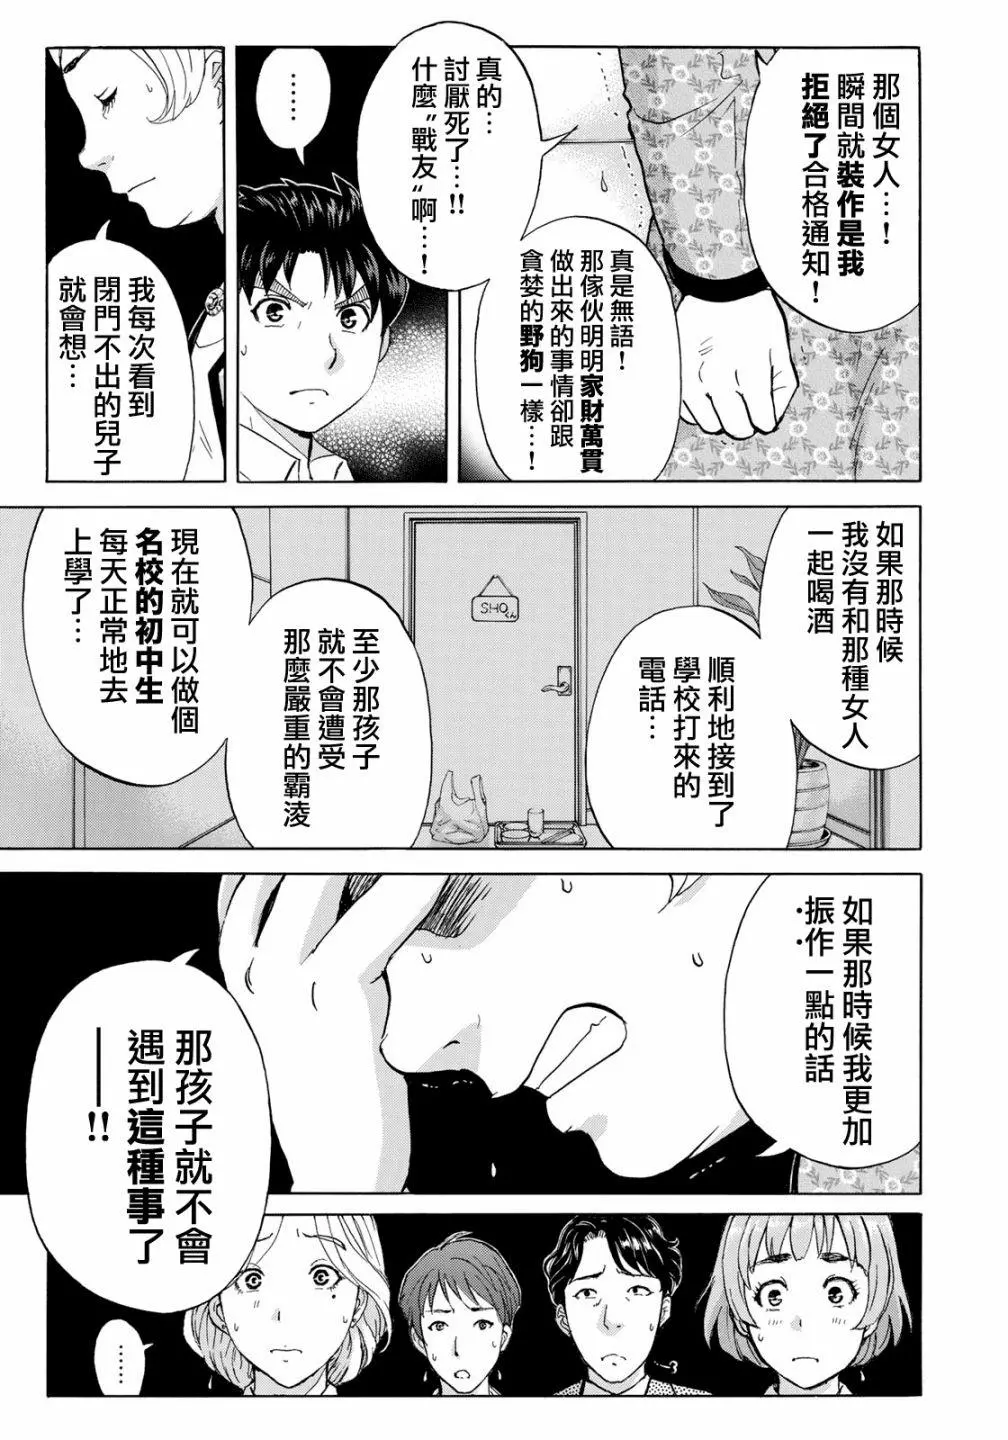 那個女人…！
瞬間就裝作是我
拒絕了合格通知！
真是無語！
那傢伙明明家財萬貫
做出來的事情卻跟
貪婪的野狗一樣…！
真的…
討厭死了…!!
什麼“戰友”啊…！
……
我每次看到
閉門不出的兒子
就會想…
如果那時候
我沒有和那種女人
一起喝酒
順利地接到了
學校打來的
電話…
SHOくん
至少那孩子
就不會遭受
那麼嚴重的霸淩
現在就可以做個
名校的初中生
每天正常地去
上學了…
如果那時候我更加
振作一點的話
那孩子就不會
遇到這種事了
——!!
……